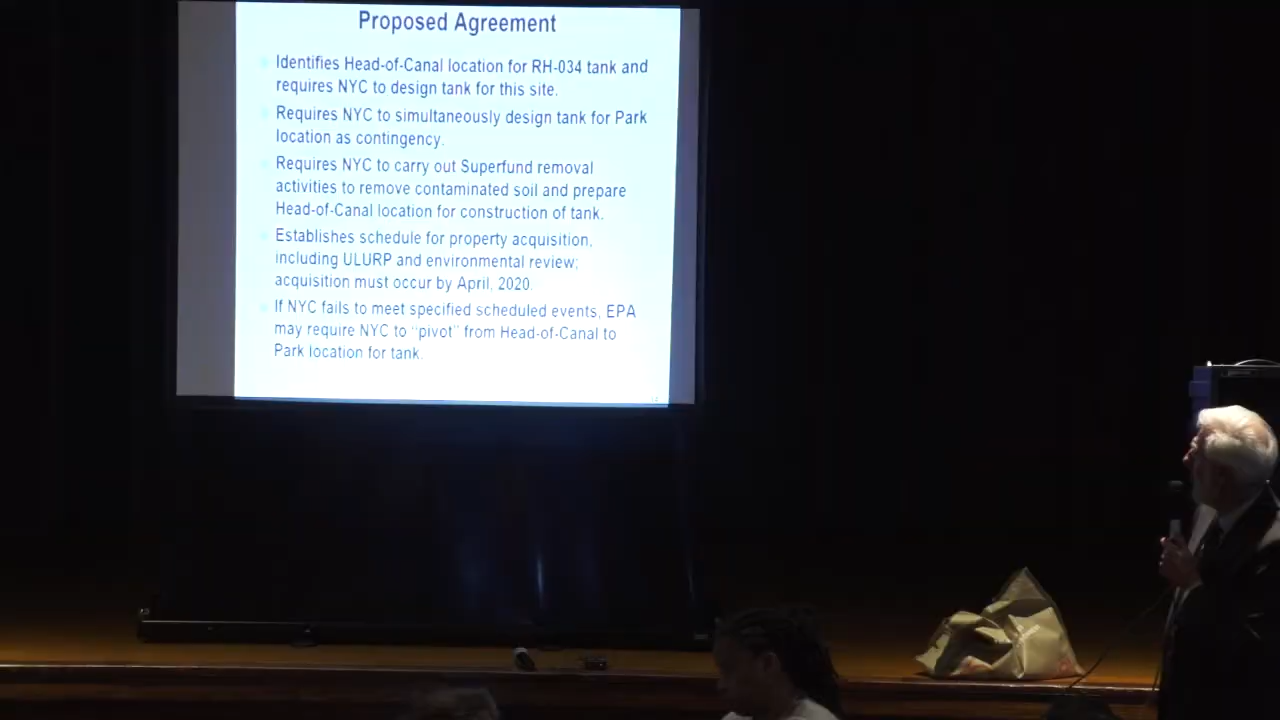 Proposed Agreement
Identifies Head-of-Canal location for RH-034 tank and
requires NYC to design tank for this site.
Requires NYC to simultaneously design tank for Park
location as contingency.
Requires NYC to carry out Superfund removal
activities to remove contaminated soil and prepare
Head-of-Canal location for construction of tank.
Establishes schedule for property acquisition,
including ULURP and environmental review;
acquisition must occur by April, 2020.
If NYC fails to meet specified scheduled events, EPA
may require NYC to “pivot” from Head-of-Canal to
Park location for tank.